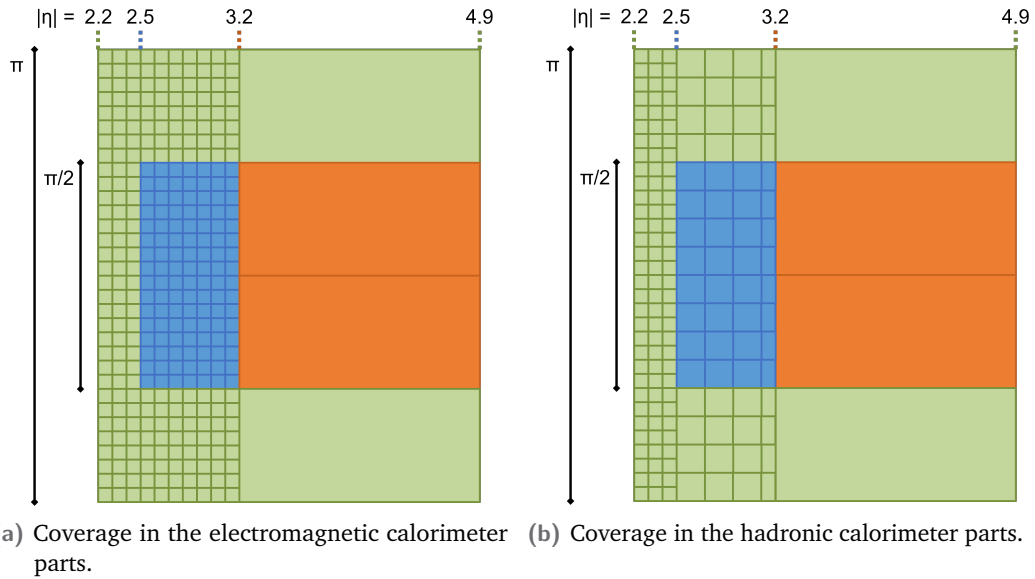 |η| = 2.2 2.5 3.2 4.9
π
π/2
|η| = 2.2 2.5 3.2 4.9
π
π/2
a) Coverage in the electromagnetic calorimeter
parts.
(b) Coverage in the hadronic calorimeter parts.